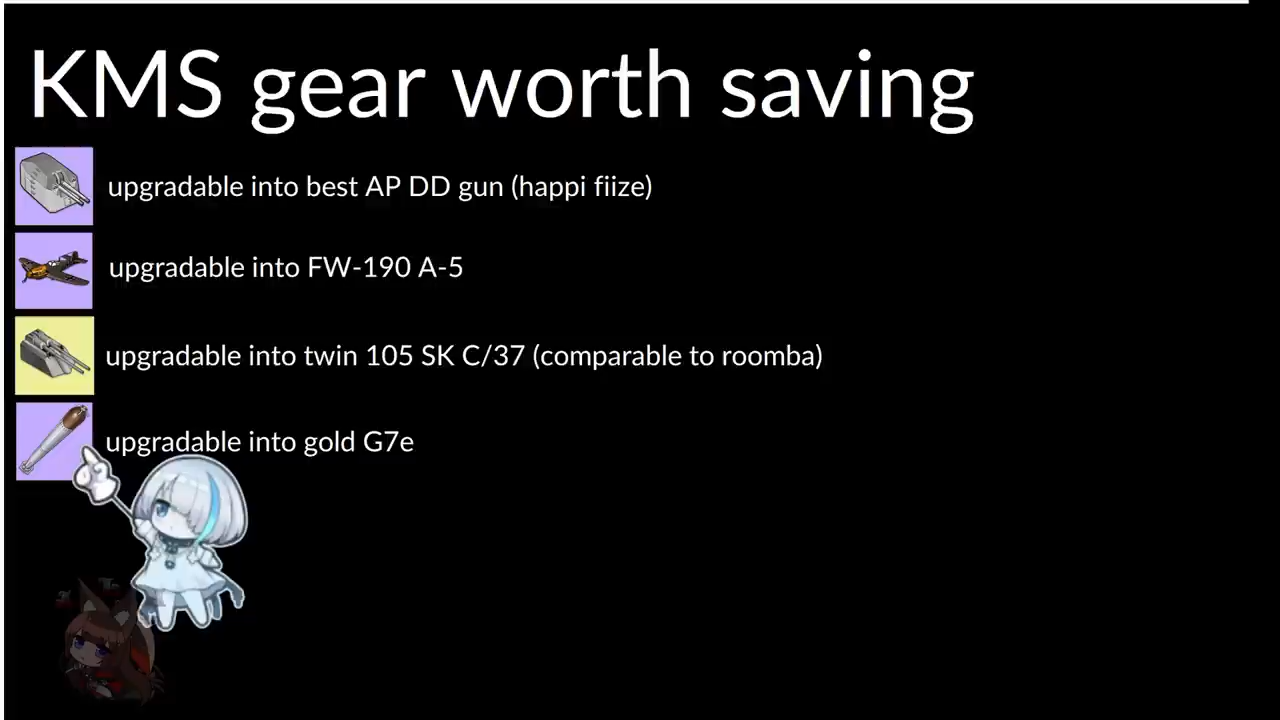 KMS gear worth saving
upgradable into best AP DD gun (happi fiize)
upgradable into FW-190 A-5
upgradable into twin 105 SK C/37 (comparable to roomba)
upgradable into gold G7e